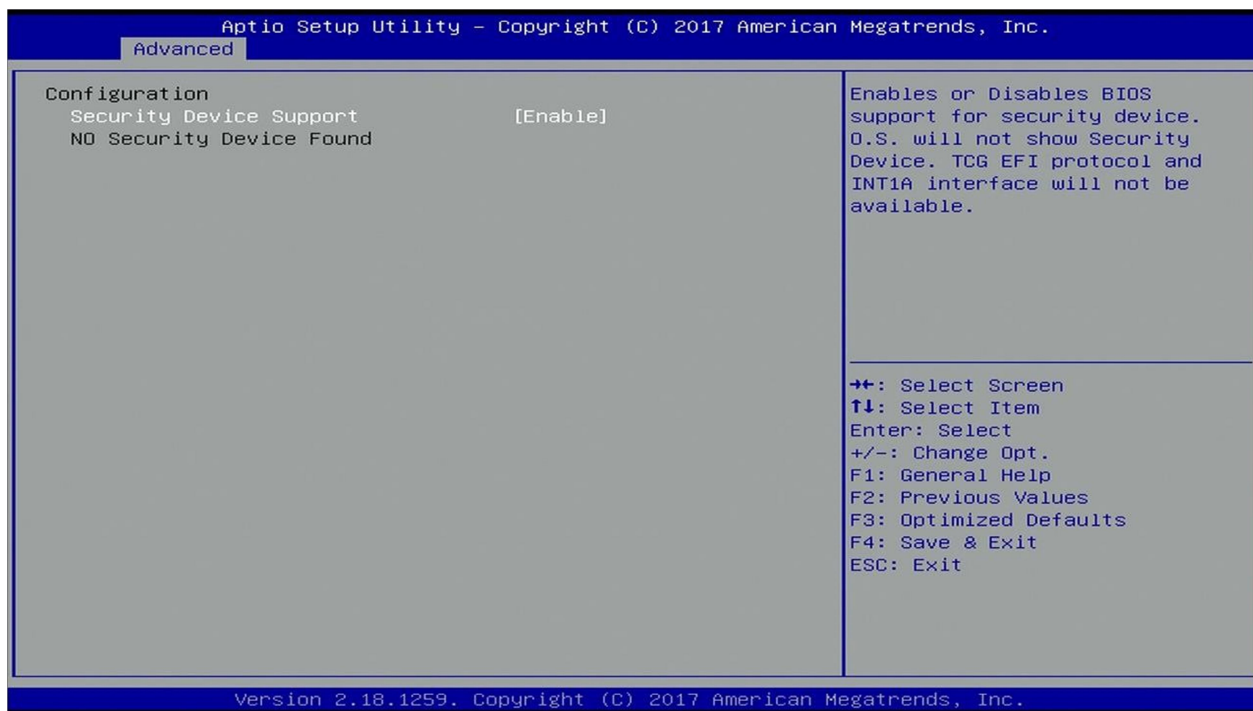 Aptio Setup Utility – Copyright (C) 2017 American Megatrends, Inc.
Advanced
Configuration
Security Device Support [Enable]
NO Security Device Found
Enables or Disables BIOS
support for security device.
O.S. will not show Security
Device. TCG EFI protocol and
INT1A interface will not be
available.
→←: Select Screen
↑↓: Select Item
Enter: Select
+/-: Change Opt.
F1: General Help
F2: Previous Values
F3: Optimized Defaults
F4: Save & Exit
ESC: Exit
Version 2.18.1259. Copyright (C) 2017 American Megatrends, Inc.